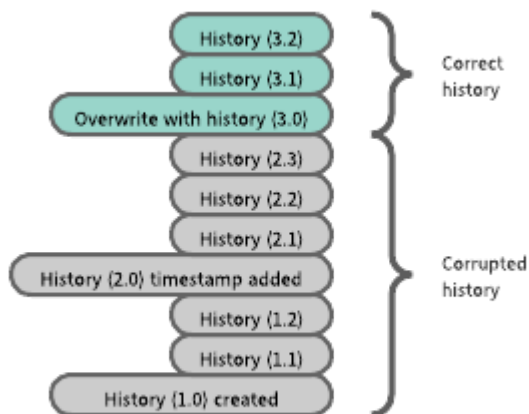 History (3.2)
History (3.1)
Overwrite with history (3.0)
Correct
history
History (2.3)
History (2.2)
History (2.1)
History (2.0) timestamp added
History (1.2)
History (1.1)
History (1.0) created
Corrupted
history